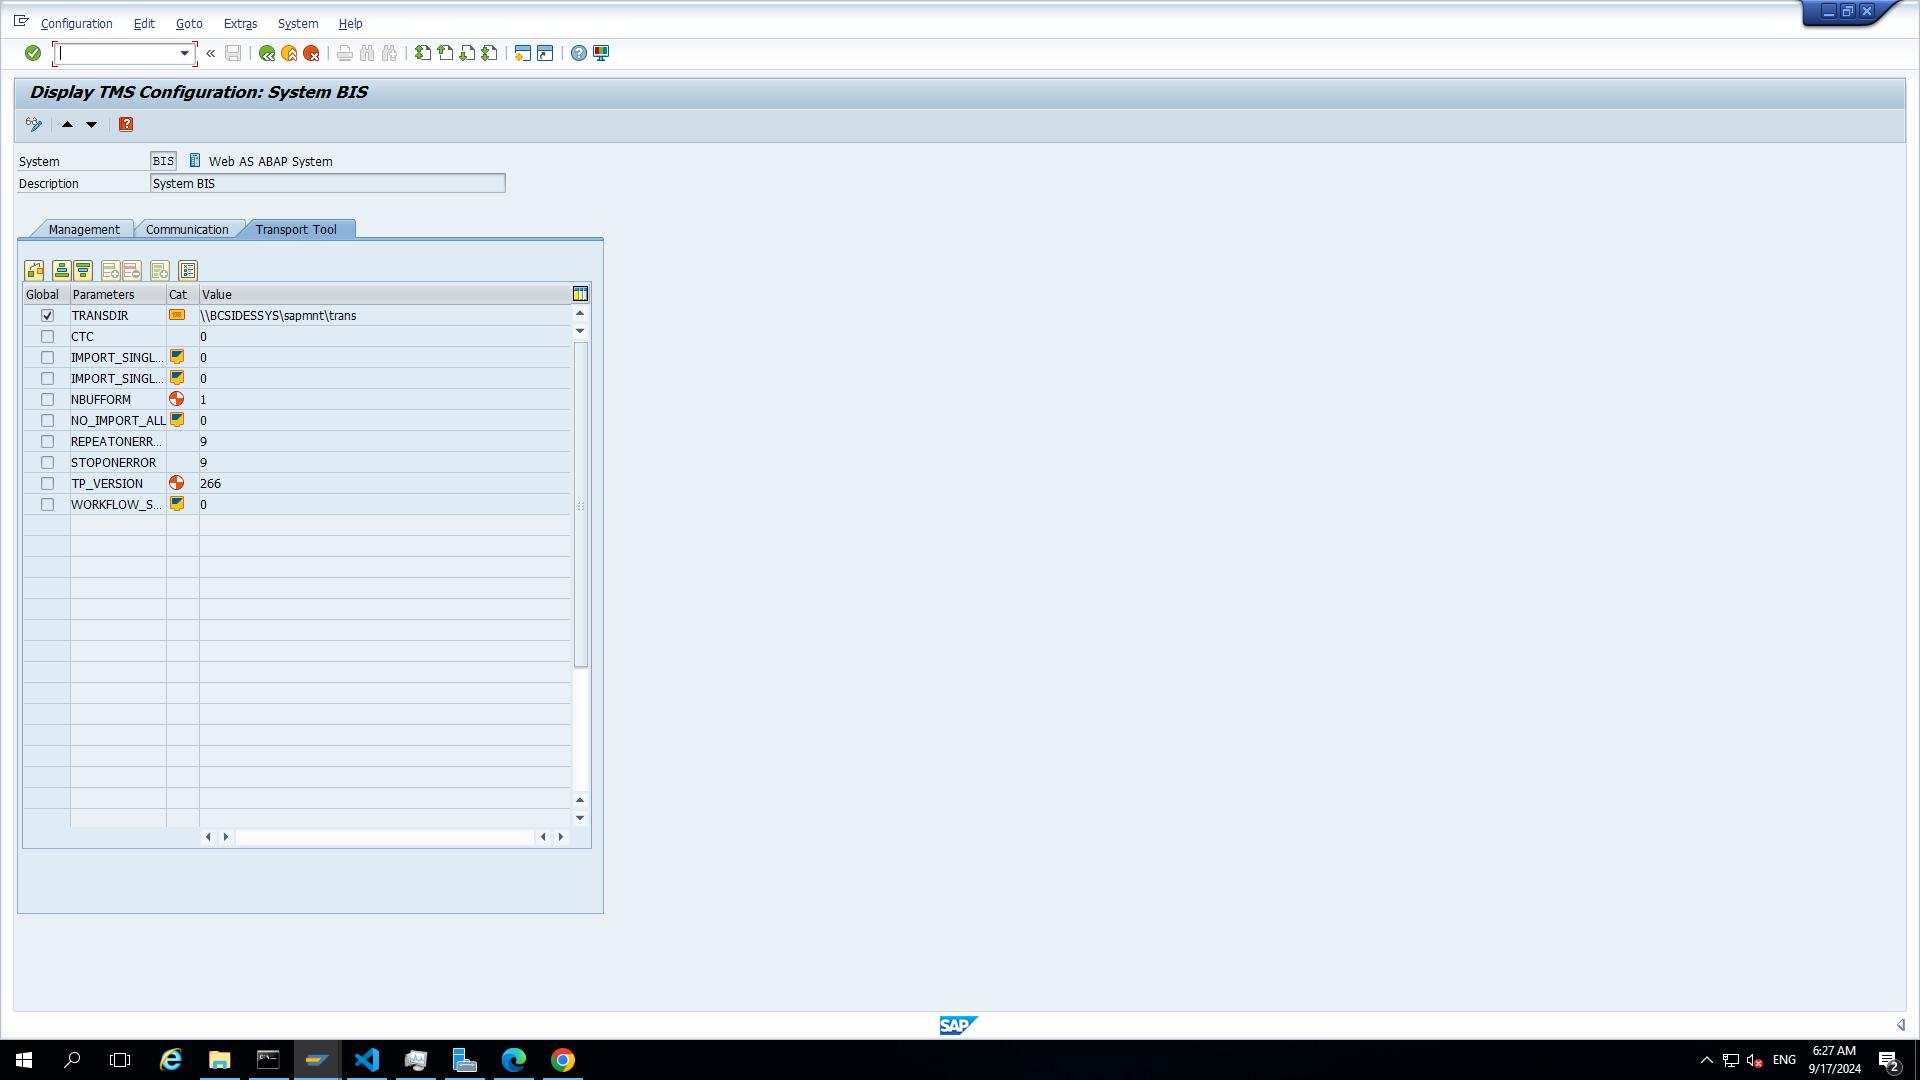 Configuration Edit Goto Extras System Help
Display TMS Configuration: System BIS
System BIS Web AS ABAP System
Description System BIS
Management Communication Transport Tool
Global Parameters Cat Value
TRANSDIR \\BCSIDESSYS\sapmnt\trans
CTC 0
IMPORT_SINGL... 0
IMPORT_SINGL... 0
NBUFFORM 1
NO_IMPORT_ALL 0
REPEATONERR... 9
STOPONERROR 9
TP_VERSION 266
WORKFLOW_S... 0
SAP
ENG
6:27 AM
9/17/2024
2